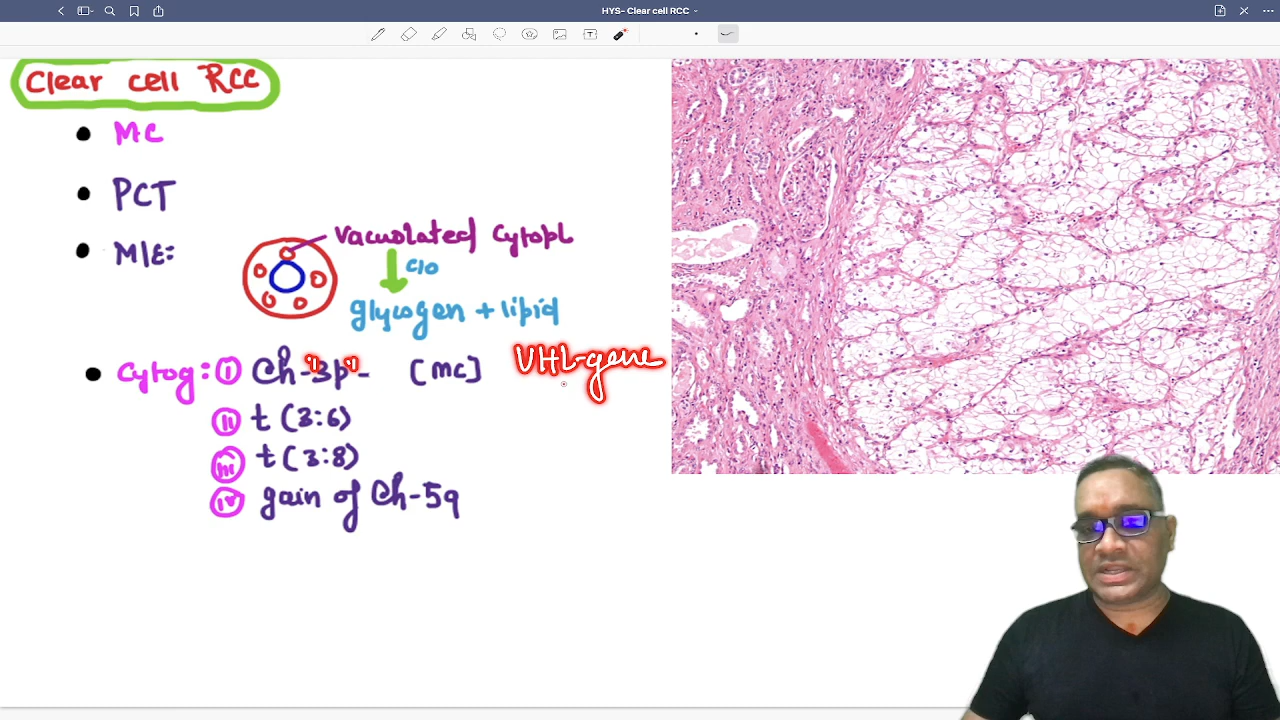 HYS- Clear cell RCC
Clear cell RCC
MC
PCT
M/E:
Vacuolated Cytopl
c/o
glycogen + lipid
Cytog: (i) Ch-3p- [mc] VHL-gene
(ii) t (3:6)
(iii) t (3:8)
(iv) gain of Ch-5q